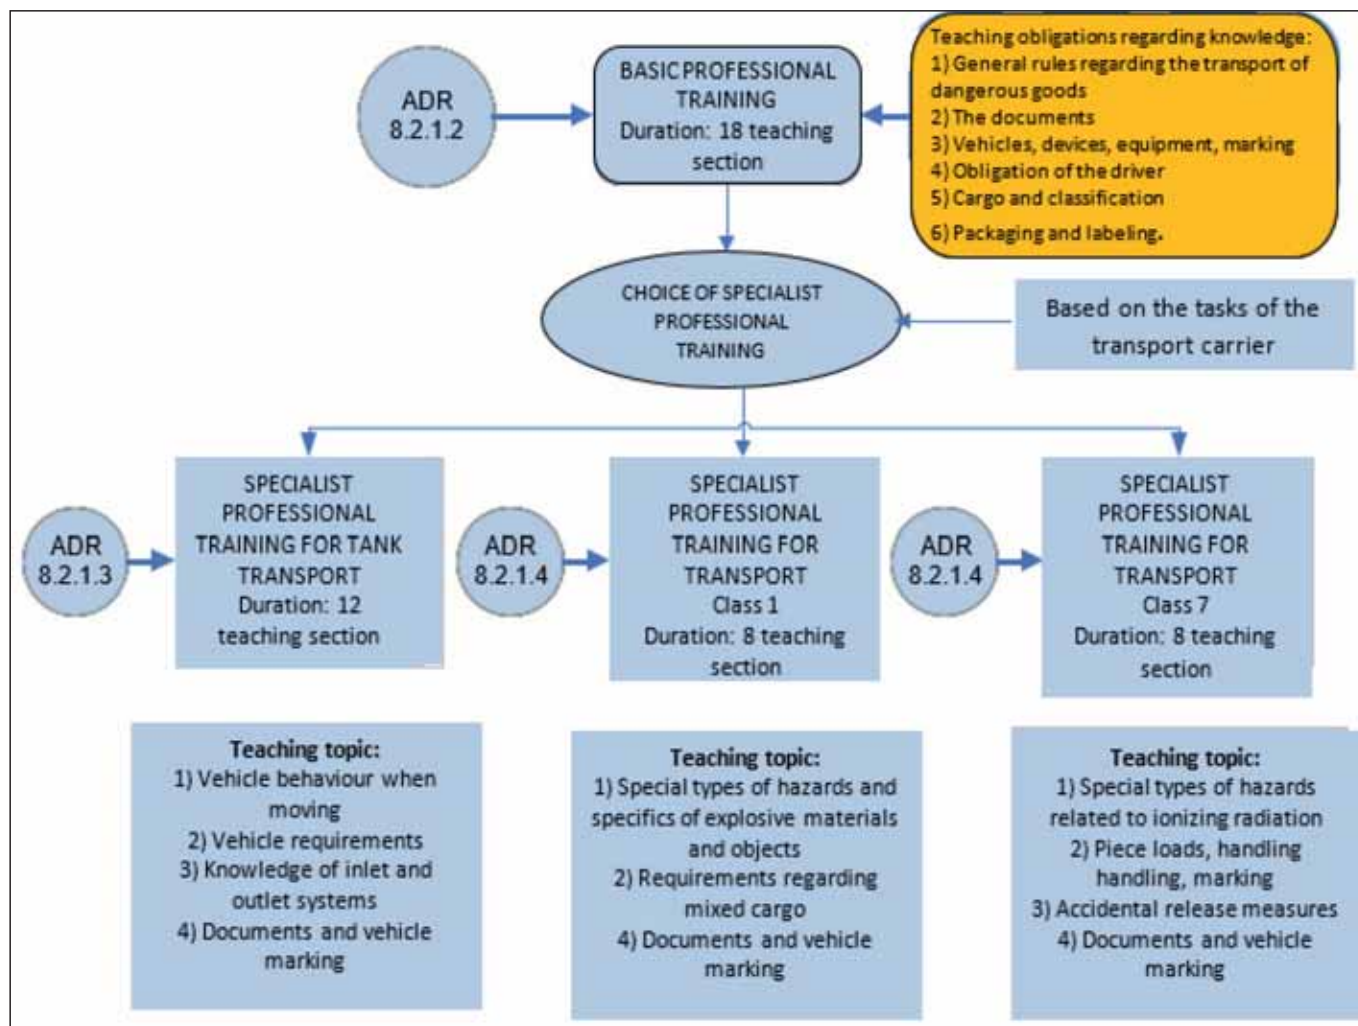 ADR
8.2.1.2
BASIC PROFESSIONAL
TRAINING
Duration: 18 teaching
section
Teaching obligations regarding knowledge:
1) General rules regarding the transport of
dangerous goods
2) The documents
3) Vehicles, devices, equipment, marking
4) Obligation of the driver
5) Cargo and classification
6) Packaging and labeling.
CHOICE OF SPECIALIST
PROFESSIONAL
TRAINING
Based on the tasks of the
transport carrier
ADR
8.2.1.3
SPECIALIST
PROFESSIONAL
TRAINING FOR TANK
TRANSPORT
Duration: 12
teaching section
ADR
8.2.1.4
SPECIALIST
PROFESSIONAL
TRAINING FOR
TRANSPORT
Class 1
Duration: 8 teaching
section
ADR
8.2.1.4
SPECIALIST
PROFESSIONAL
TRAINING FOR
TRANSPORT
Class 7
Duration: 8 teaching
section
Teaching topic:
1) Vehicle behaviour when
moving
2) Vehicle requirements
3) Knowledge of inlet and
outlet systems
4) Documents and vehicle
marking
Teaching topic:
1) Special types of hazards and
specifics of explosive materials
and objects
2) Requirements regarding
mixed cargo
4) Documents and vehicle
marking
Teaching topic:
1) Special types of hazards
related to ionizing radiation
2) Piece loads, handling
handling, marking
3) Accidental release measures
4) Documents and vehicle
marking